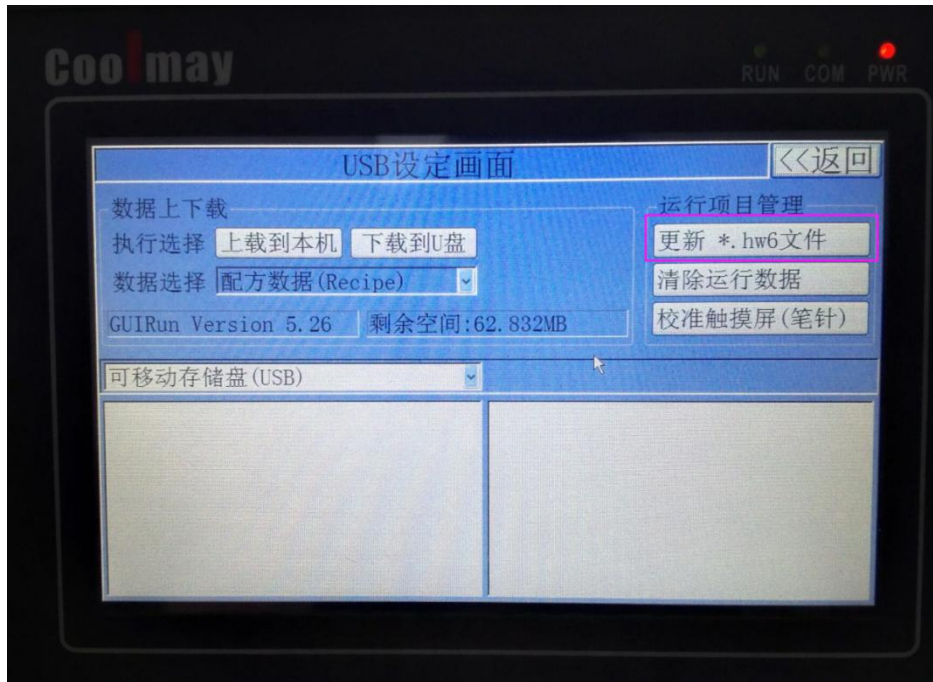 Coolmay
RUN COM PWR
USB设定画面
<<返回
数据上下载
执行选择 上载到本机 下载到U盘
数据选择 配方数据(Recipe)
GUIRun Version 5.26 剩余空间:62.832MB
运行项目管理
更新 *.hw6文件
清除运行数据
校准触摸屏(笔针)
可移动存储盘(USB)